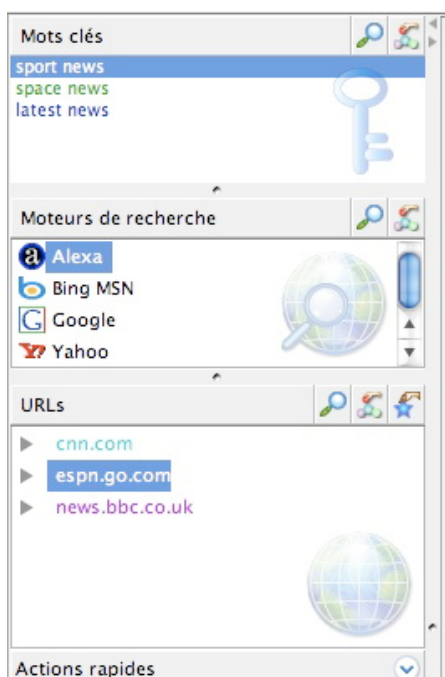 Mots clés
sport news
space news
latest news
Moteurs de recherche
a Alexa
b Bing MSN
G Google
Y? Yahoo
URLs
cnn.com
espn.go.com
news.bbc.co.uk
Actions rapides